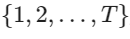 {1, 2, . . . , T}